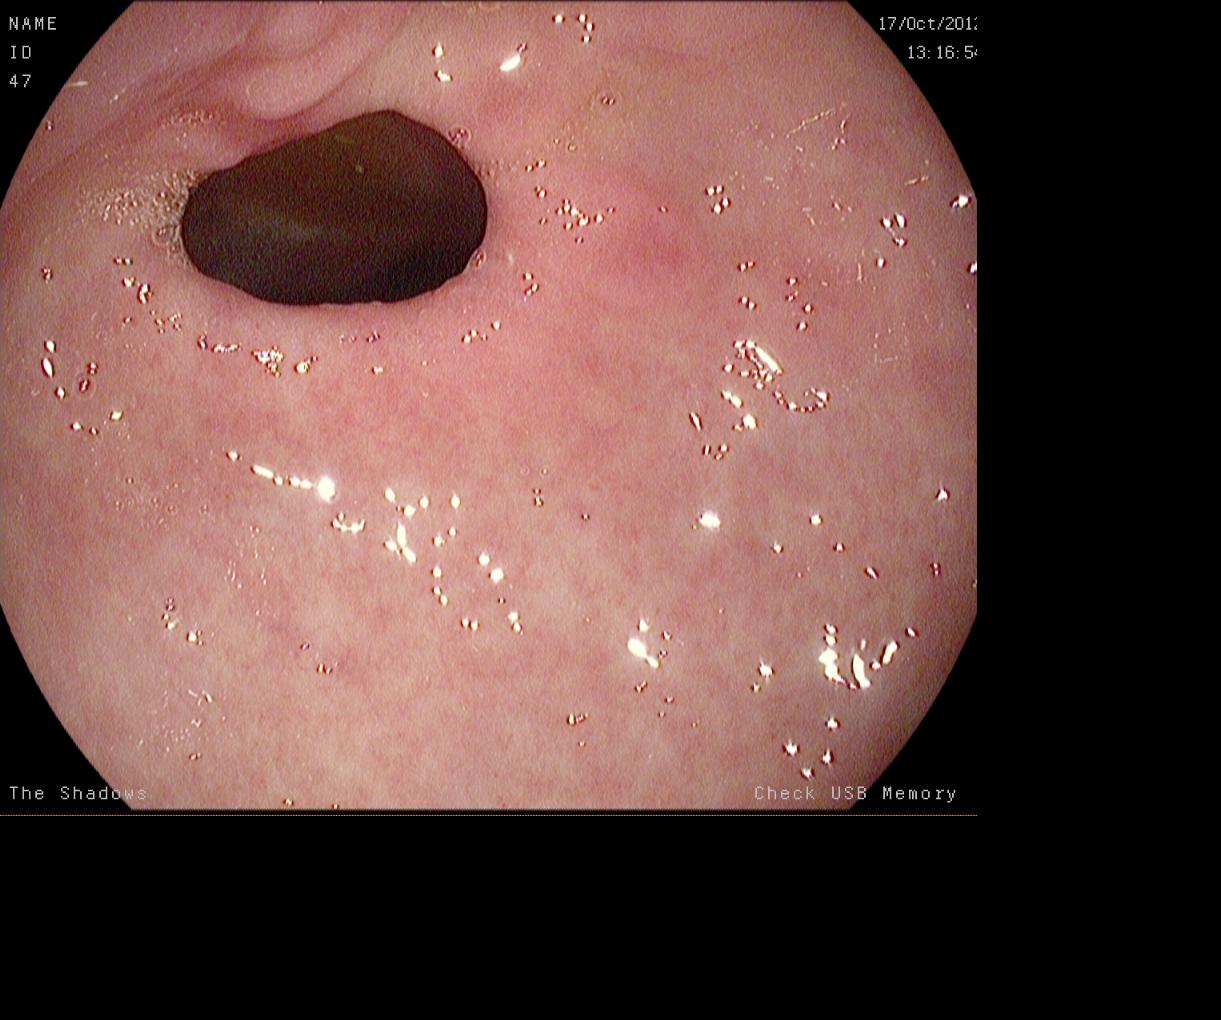 NAME
17/Oct/201
ID
13:16:5
47
The Shadows
Check USB Memory